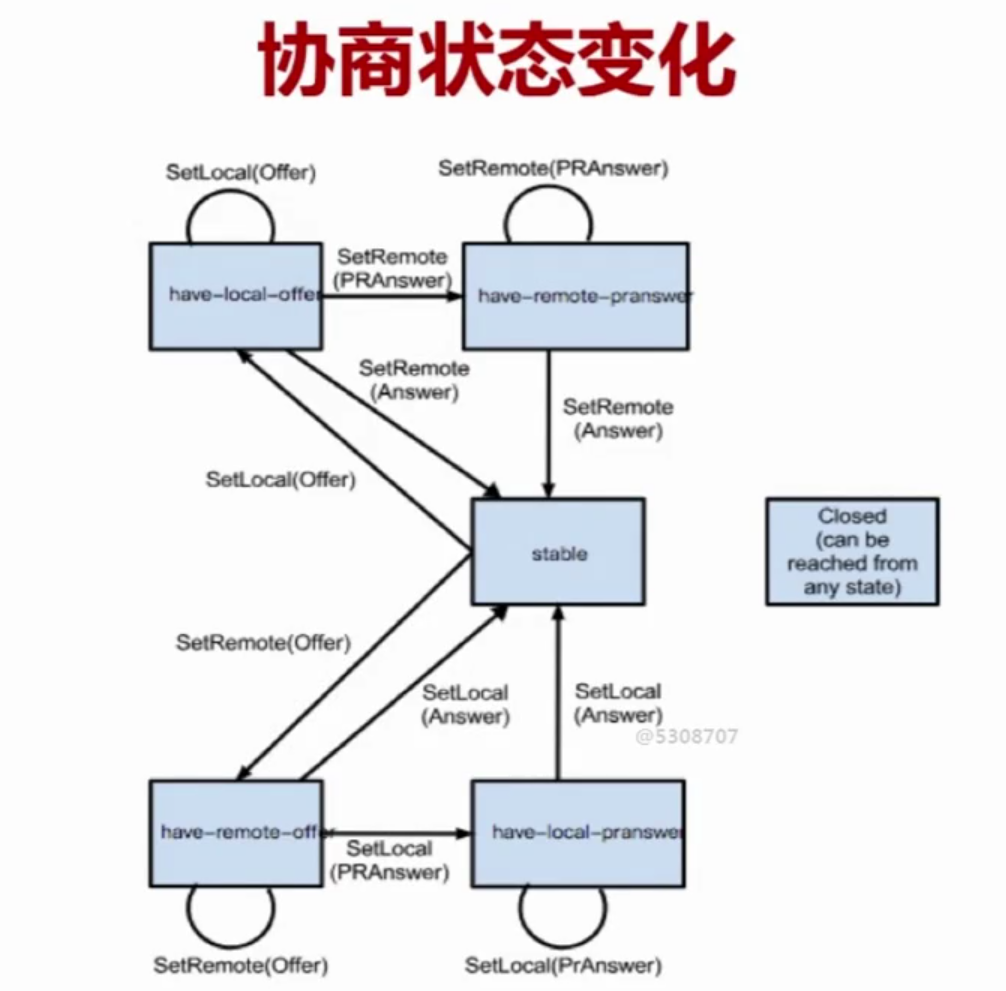 协商状态变化
SetLocal(Offer)
SetRemote(PRAnswer)
have-local-offer
SetRemote
(PRAnswer)
have-remote-pranswer
SetRemote
(Answer)
SetRemote
(Answer)
SetLocal(Offer)
stable
Closed
(can be
reached from
any state)
SetRemote(Offer)
SetLocal
(Answer)
SetLocal
(Answer)
@5308707
have-remote-offer
SetLocal
(PRAnswer)
have-local-pranswer
SetRemote(Offer)
SetLocal(PrAnswer)